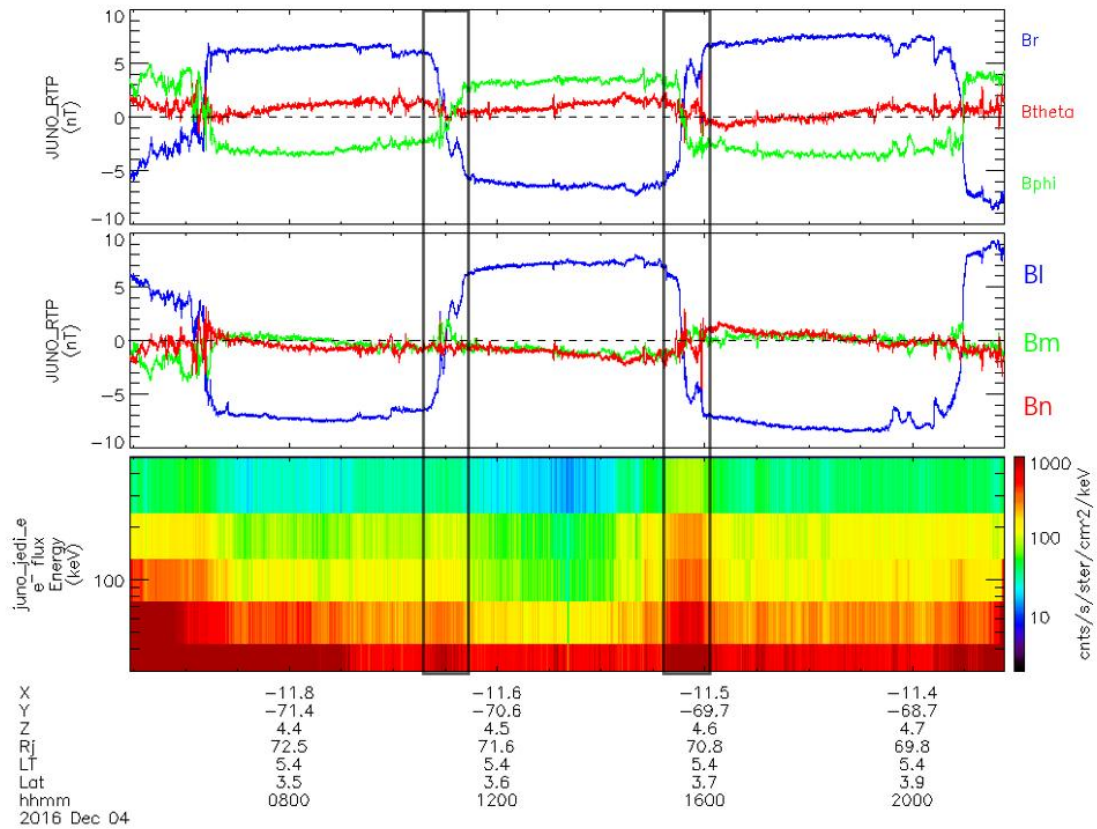 10
5
0
−5
−10
JUNO_RTP
(nT)
Br
Btheta
Bphi
10
5
0
−5
−10
JUNO_RTP
(nT)
Bl
Bm
Bn
100
juno_jedi_e
e- flux
Energy
(keV)
1000
100
10
cnts/s/ster/cm^2/keV
X −11.8 −11.6 −11.5 −11.4
Y −71.4 −70.6 −69.7 −68.7
Z 4.4 4.5 4.6 4.7
Rj 72.5 71.6 70.8 69.8
LT 5.4 5.4 5.4 5.4
Lat 3.5 3.6 3.7 3.9
hhmm 0800 1200 1600 2000
2016 Dec 04